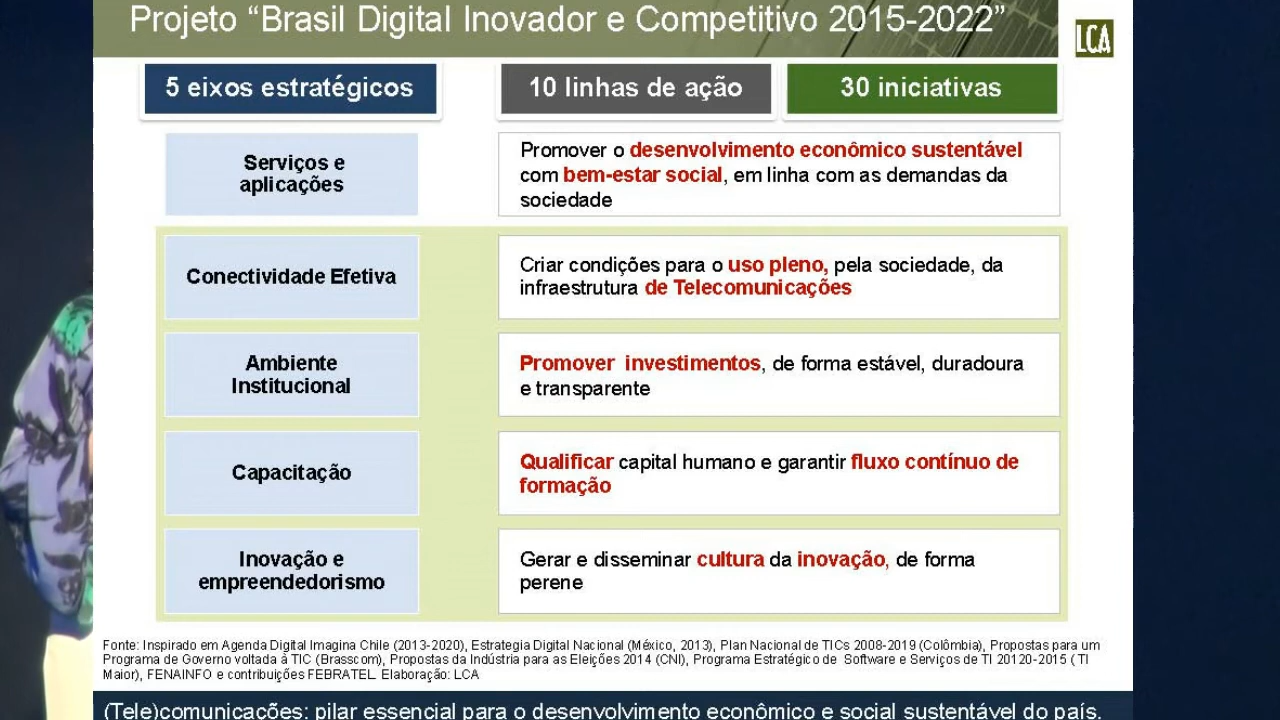 Projeto “Brasil Digital Inovador e Competitivo 2015-2022”
LCA
5 eixos estratégicos
10 linhas de ação
30 iniciativas
Serviços e
aplicações
Promover o desenvolvimento econômico sustentável
com bem-estar social, em linha com as demandas da
sociedade
Conectividade Efetiva
Criar condições para o uso pleno, pela sociedade, da
infraestrutura de Telecomunicações
Ambiente
Institucional
Promover investimentos, de forma estável, duradoura
e transparente
Capacitação
Qualificar capital humano e garantir fluxo contínuo de
formação
Inovação e
empreendedorismo
Gerar e disseminar cultura da inovação, de forma
perene
Fonte: Inspirado em Agenda Digital Imagina Chile (2013-2020), Estrategia Digital Nacional (México, 2013), Plan Nacional de TICs 2008-2019 (Colômbia), Propostas para um
Programa de Governo voltada à TIC (Brasscom), Propostas da Indústria para as Eleições 2014 (CNI), Programa Estratégico de Software e Serviços de TI 20120-2015 ( TI
Maior), FENAINFO e contribuições FEBRATEL. Elaboração: LCA
(Tele)comunicações: pilar essencial para o desenvolvimento econômico e social sustentável do país.